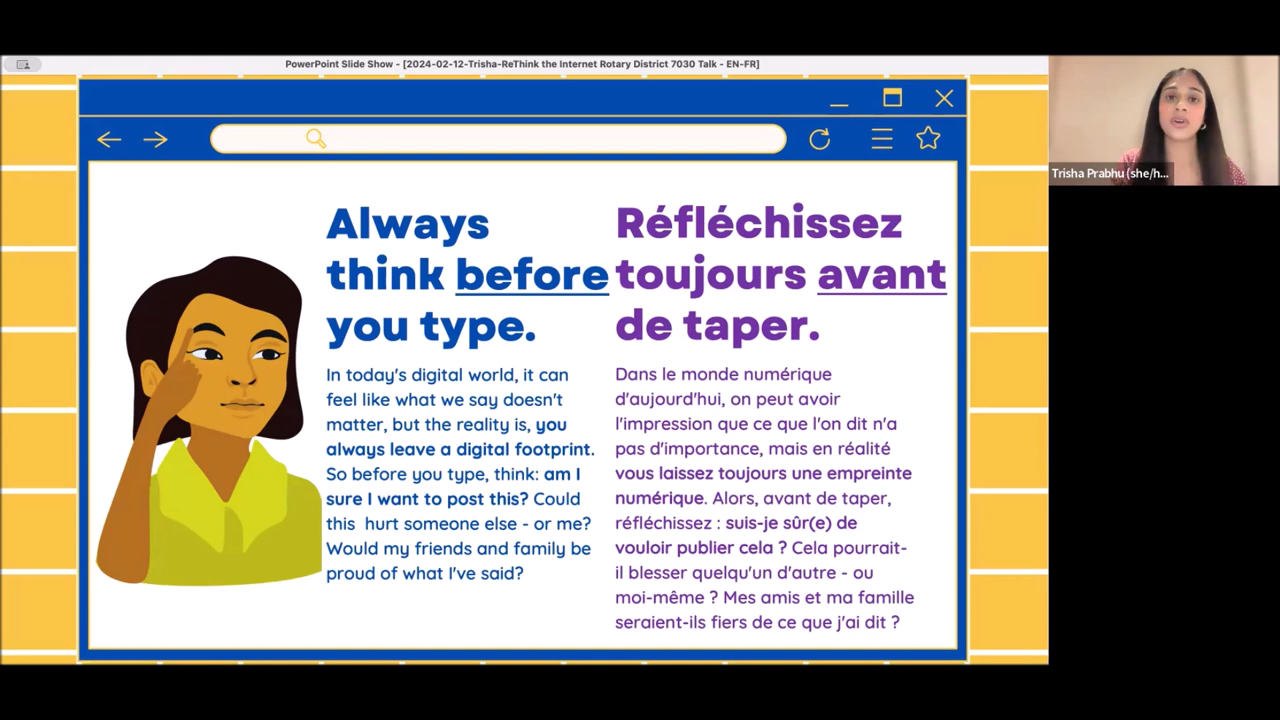 PowerPoint Slide Show - [2024-02-12-Trisha-ReThink the Internet Rotary District 7030 Talk - EN-FR]
Trisha Prabhu (she/h...
Always
think before
you type.
In today's digital world, it can
feel like what we say doesn't
matter, but the reality is, you
always leave a digital footprint.
So before you type, think: am I
sure I want to post this? Could
this  hurt someone else - or me?
Would my friends and family be
proud of what I've said?
Réfléchissez
toujours avant
de taper.
Dans le monde numérique
d'aujourd'hui, on peut avoir
l'impression que ce que l'on dit n'a
pas d'importance, mais en réalité
vous laissez toujours une empreinte
numérique. Alors, avant de taper,
réfléchissez : suis-je sûr(e) de
vouloir publier cela ? Cela pourrait-
il blesser quelqu'un d'autre - ou
moi-même ? Mes amis et ma famille
seraient-ils fiers de ce que j'ai dit ?